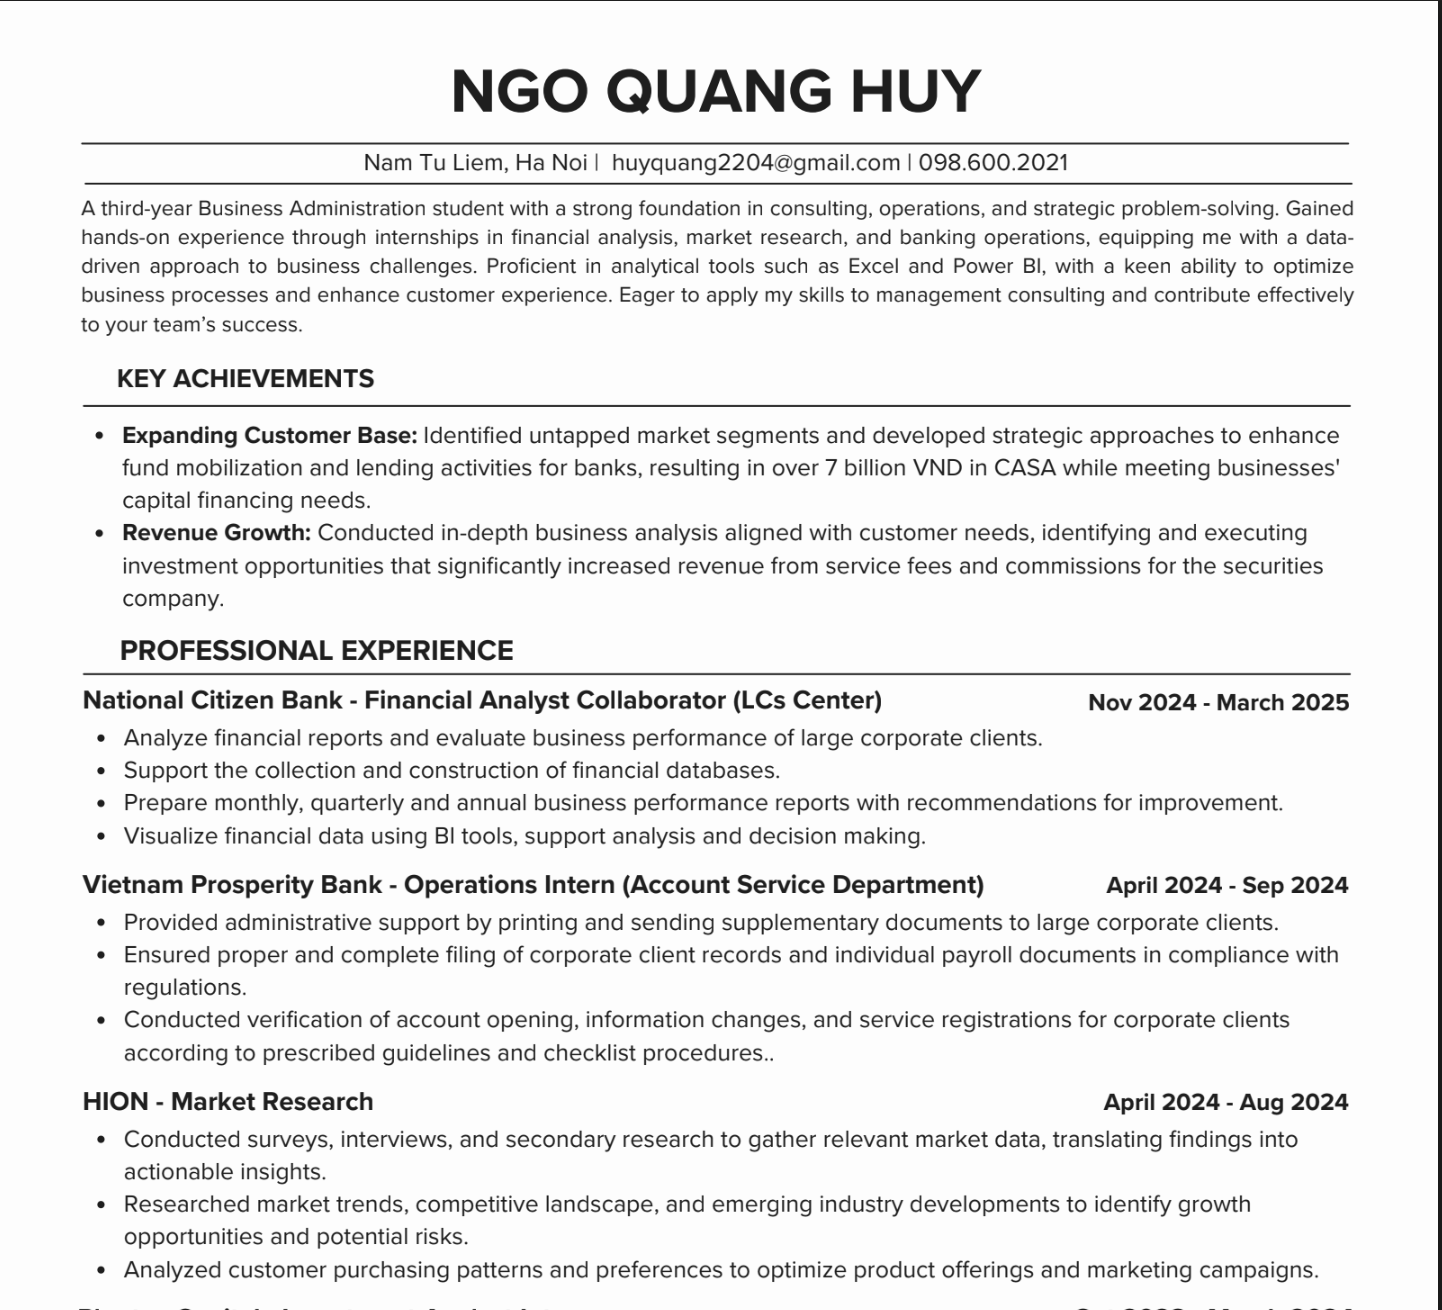 NGO QUANG HUY
Nam Tu Liem, Ha Noi | huyquang2204@gmail.com | 098.600.2021
A third-year Business Administration student with a strong foundation in consulting, operations, and strategic problem-solving. Gained
hands-on experience through internships in financial analysis, market research, and banking operations, equipping me with a data-
driven approach to business challenges. Proficient in analytical tools such as Excel and Power BI, with a keen ability to optimize
business processes and enhance customer experience. Eager to apply my skills to management consulting and contribute effectively
to your team’s success.
KEY ACHIEVEMENTS
• Expanding Customer Base: Identified untapped market segments and developed strategic approaches to enhance
fund mobilization and lending activities for banks, resulting in over 7 billion VND in CASA while meeting businesses'
capital financing needs.
• Revenue Growth: Conducted in-depth business analysis aligned with customer needs, identifying and executing
investment opportunities that significantly increased revenue from service fees and commissions for the securities
company.
PROFESSIONAL EXPERIENCE
National Citizen Bank - Financial Analyst Collaborator (LCs Center) Nov 2024 - March 2025
• Analyze financial reports and evaluate business performance of large corporate clients.
• Support the collection and construction of financial databases.
• Prepare monthly, quarterly and annual business performance reports with recommendations for improvement.
• Visualize financial data using BI tools, support analysis and decision making.
Vietnam Prosperity Bank - Operations Intern (Account Service Department) April 2024 - Sep 2024
• Provided administrative support by printing and sending supplementary documents to large corporate clients.
• Ensured proper and complete filing of corporate client records and individual payroll documents in compliance with
regulations.
• Conducted verification of account opening, information changes, and service registrations for corporate clients
according to prescribed guidelines and checklist procedures..
HION - Market Research April 2024 - Aug 2024
• Conducted surveys, interviews, and secondary research to gather relevant market data, translating findings into
actionable insights.
• Researched market trends, competitive landscape, and emerging industry developments to identify growth
opportunities and potential risks.
• Analyzed customer purchasing patterns and preferences to optimize product offerings and marketing campaigns.